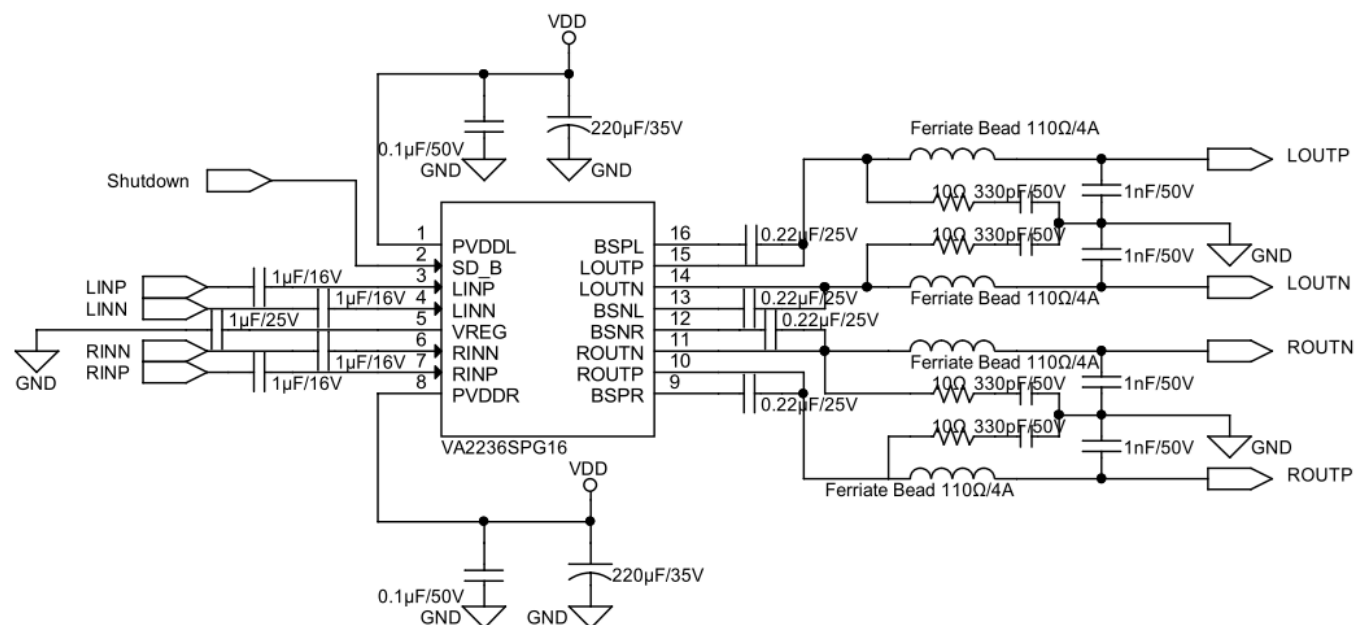 VDD
220µF/35V
0.1µF/50V
GND
GND
Shutdown
Ferriate Bead 110Ω/4A
LOUTP
10Ω 330pF/50V
1nF/50V
10Ω 330pF/50V
GND
1nF/50V
Ferriate Bead 110Ω/4A
LOUTN
1 PVDDL BSPL 16 0.22µF/25V
2 SD_B LOUTP 15
LINP 1µF/16V 3 LINP LOUTN 14
LINN 1µF/16V 4 LINN BSNL 13 0.22µF/25V
GND 1µF/25V 5 VREG BSNR 12 0.22µF/25V
RINN 1µF/16V 6 RINN ROUTN 11
RINP 1µF/16V 7 RINP ROUTP 10
8 PVDDR BSPR 9 0.22µF/25V
VA2236SPG16
ROUTN
Ferriate Bead 110Ω/4A
10Ω 330pF/50V
1nF/50V
10Ω 330pF/50V
GND
1nF/50V
Ferriate Bead 110Ω/4A
ROUTP
VDD
220µF/35V
0.1µF/50V
GND
GND